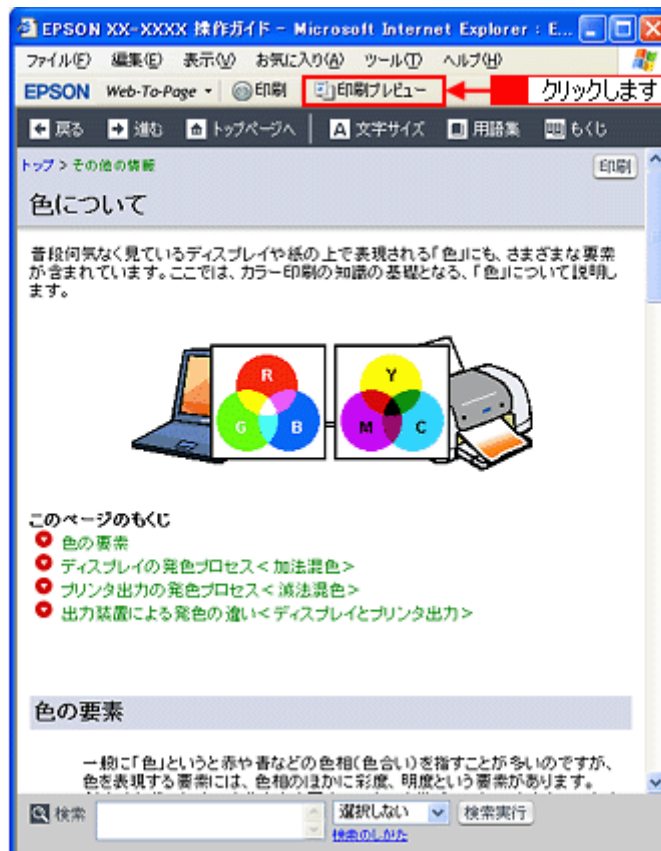 EPSON XX-XXXX 操作ガイド - Microsoft Internet Explorer : E...
ファイル(F) 編集(E) 表示(V) お気に入り(A) ツール(T) ヘルプ(H)
EPSON Web-To-Page 印刷 印刷プレビュー クリックします
戻る 進む トップページへ A 文字サイズ 用語集 もくじ
トップ > その他の情報 印刷
色について
普段何気なく見ているディスプレイや紙の上で表現される「色」にも、さまざまな要素
が含まれています。ここでは、カラー印刷の知識の基礎となる、「色」について説明し
ます。
R Y
G B M C
このページのもくじ
色の要素
ディスプレイの発色プロセス<加法混色>
プリンタ出力の発色プロセス<減法混色>
出力装置による発色の違い<ディスプレイとプリンタ出力>
色の要素
一般に「色」というと赤や青などの色相(色合い)を指すことが多いのですが、
色を表現する要素には、色相のほかに彩度、明度という要素があります。
検索 選択しない 検索実行
検索のしかた